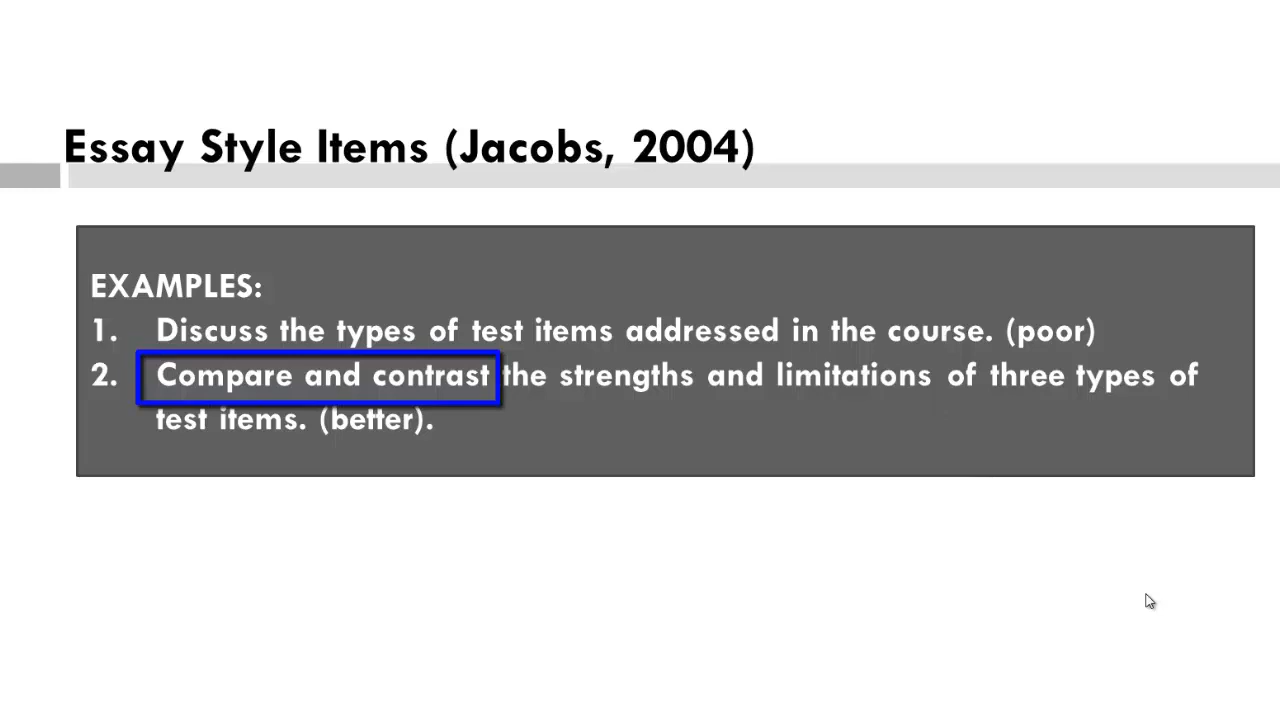 Essay Style Items (Jacobs, 2004)
EXAMPLES:
1. Discuss the types of test items addressed in the course. (poor)
2. Compare and contrast the strengths and limitations of three types of
test items. (better).